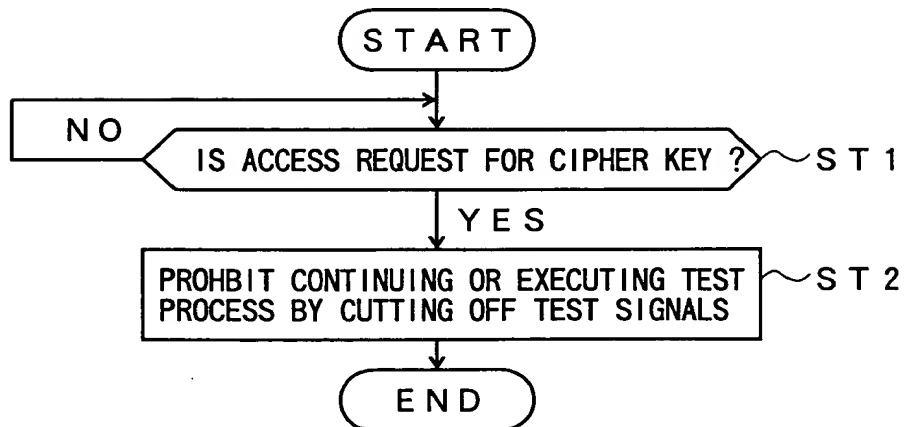 START
NO
IS ACCESS REQUEST FOR CIPHER KEY ?
ST1
YES
PROHBIT CONTINUING OR EXECUTING TEST
PROCESS BY CUTTING OFF TEST SIGNALS
ST2
END